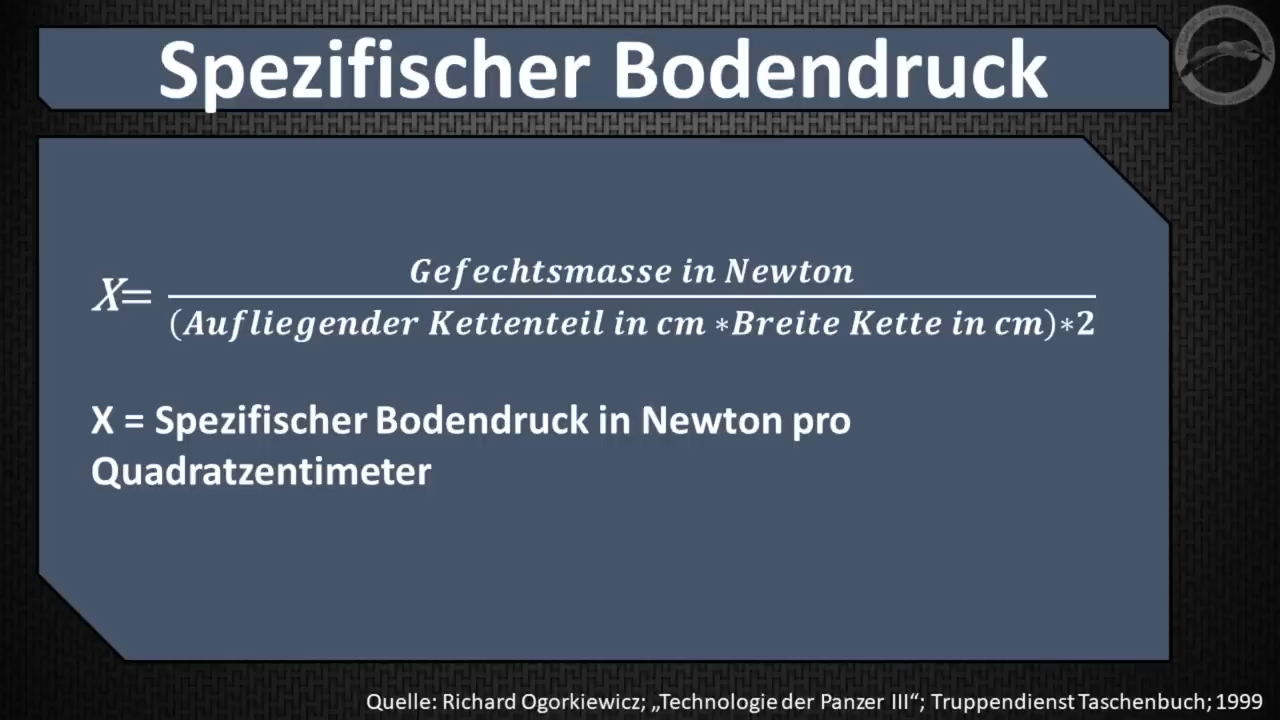 Spezifischer Bodendruck
X= Gefechtsmasse in Newton
(Aufliegender Kettenteil in cm *Breite Kette in cm)*2
X = Spezifischer Bodendruck in Newton pro
Quadratzentimeter
Quelle: Richard Ogorkiewicz; „Technologie der Panzer III“; Truppendienst Taschenbuch; 1999